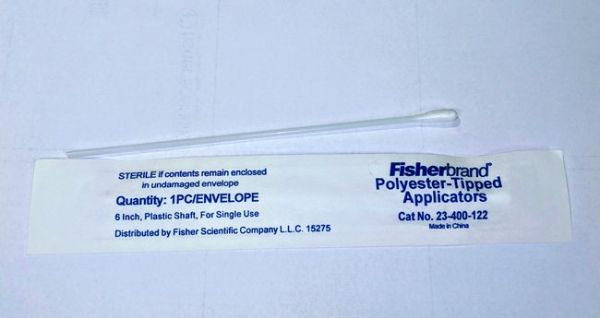 STERILE if contents remain enclosed
in undamaged envelope
Quantity: 1PC/ENVELOPE
6 Inch, Plastic Shaft, For Single Use
Distributed by Fisher Scientific Company L.L.C. 15275
Fisherbrand®
Polyester-Tipped
Applicators
Cat No. 23-400-122
Made in China